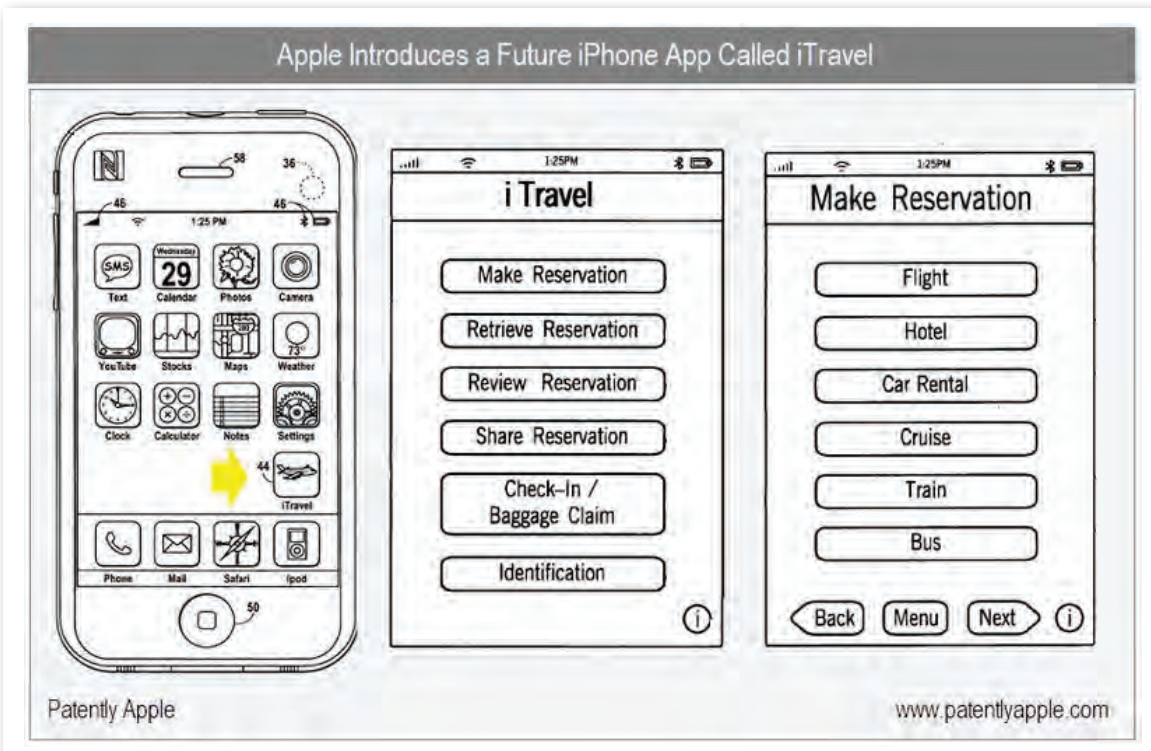 Apple Introduces a Future iPhone App Called iTravel
N
58
36
46
46
1:25 PM
SMS
Wednesday
29
280
73°
Text
Calendar
Photos
Camera
YouTube
Stocks
Maps
Weather
Clock
Calculator
Notes
Settings
44
iTravel
Phone
Mail
Safari
Ipod
50
1:25PM
i Travel
Make Reservation
Retrieve Reservation
Review Reservation
Share Reservation
Check-In /
Baggage Claim
Identification
i
1:25PM
Make Reservation
Flight
Hotel
Car Rental
Cruise
Train
Bus
Back
Menu
Next
i
Patently Apple
www.patentlyapple.com